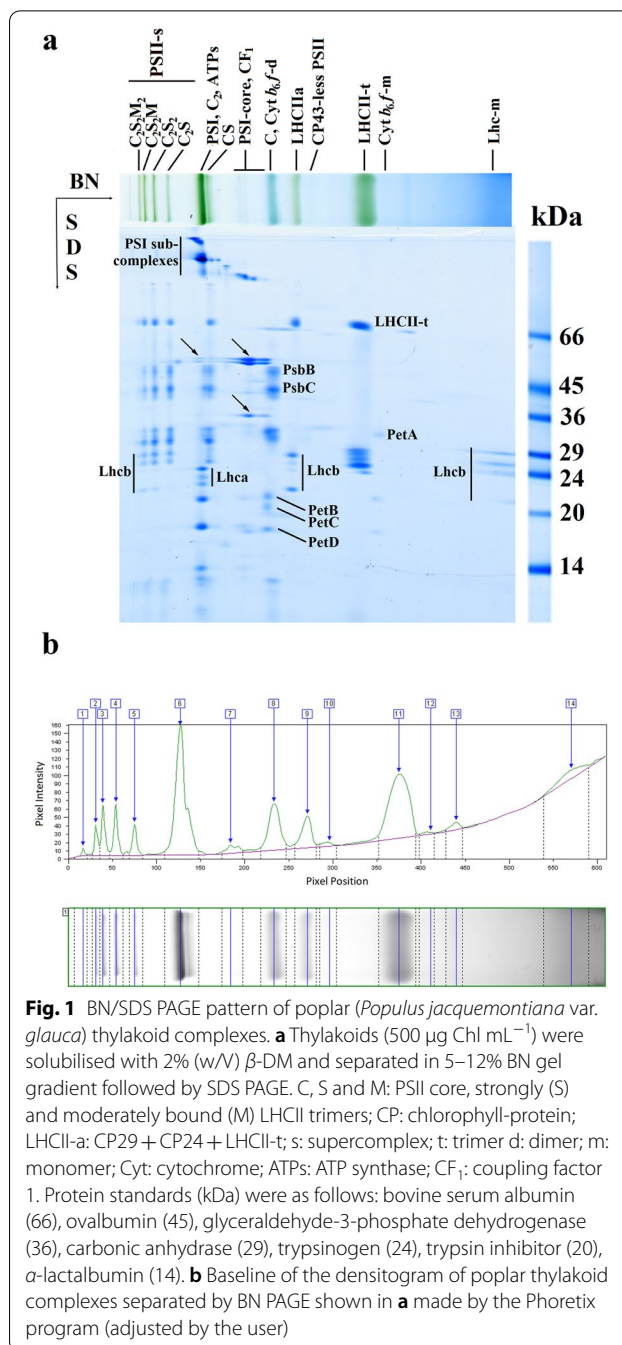 a
PSII-s
C₂S₂M₂
C₂S₂M
C₂S₂
C₂S
PSI, C₂, ATPs
CS
PSI-core, CF₁
C, Cyt b₆f-d
LHCIIa
CP43-less PSII
LHCII-t
Cyt b₆f-m
Lhc-m
BN
SDS
kDa
PSI sub-
complexes
LHCII-t
PsbB
PsbC
PetA
Lhcb
Lhca
Lhcb
Lhcb
PetB
PetC
PetD
66
45
36
29
24
20
14
b
1 2 3 4 5 6 7 8 9 10 11 12 13 14
Pixel Intensity
160
150
140
130
120
110
100
90
80
70
60
50
40
30
20
10
0
0 50 100 150 200 250 300 350 400 450 500 550 600
Pixel Position
1
Fig. 1 BN/SDS PAGE pattern of poplar (Populus jacquemontiana var.
glauca) thylakoid complexes. a Thylakoids (500 μg Chl mL⁻¹) were
solubilised with 2% (w/V) β-DM and separated in 5–12% BN gel
gradient followed by SDS PAGE. C, S and M: PSII core, strongly (S)
and moderately bound (M) LHCII trimers; CP: chlorophyll-protein;
LHCII-a: CP29 + CP24 + LHCII-t; s: supercomplex; t: trimer d: dimer; m:
monomer; Cyt: cytochrome; ATPs: ATP synthase; CF₁: coupling factor
1. Protein standards (kDa) were as follows: bovine serum albumin
(66), ovalbumin (45), glyceraldehyde-3-phosphate dehydrogenase
(36), carbonic anhydrase (29), trypsinogen (24), trypsin inhibitor (20),
α-lactalbumin (14). b Baseline of the densitogram of poplar thylakoid
complexes separated by BN PAGE shown in a made by the Phoretix
program (adjusted by the user)